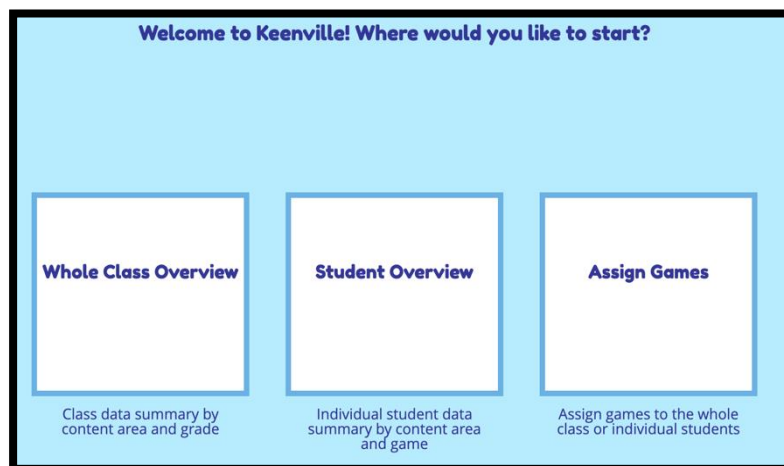 Welcome to Keenville! Where would you like to start?
Whole Class Overview
Student Overview
Assign Games
Class data summary by
content area and grade
Individual student data
summary by content area
and game
Assign games to the whole
class or individual students